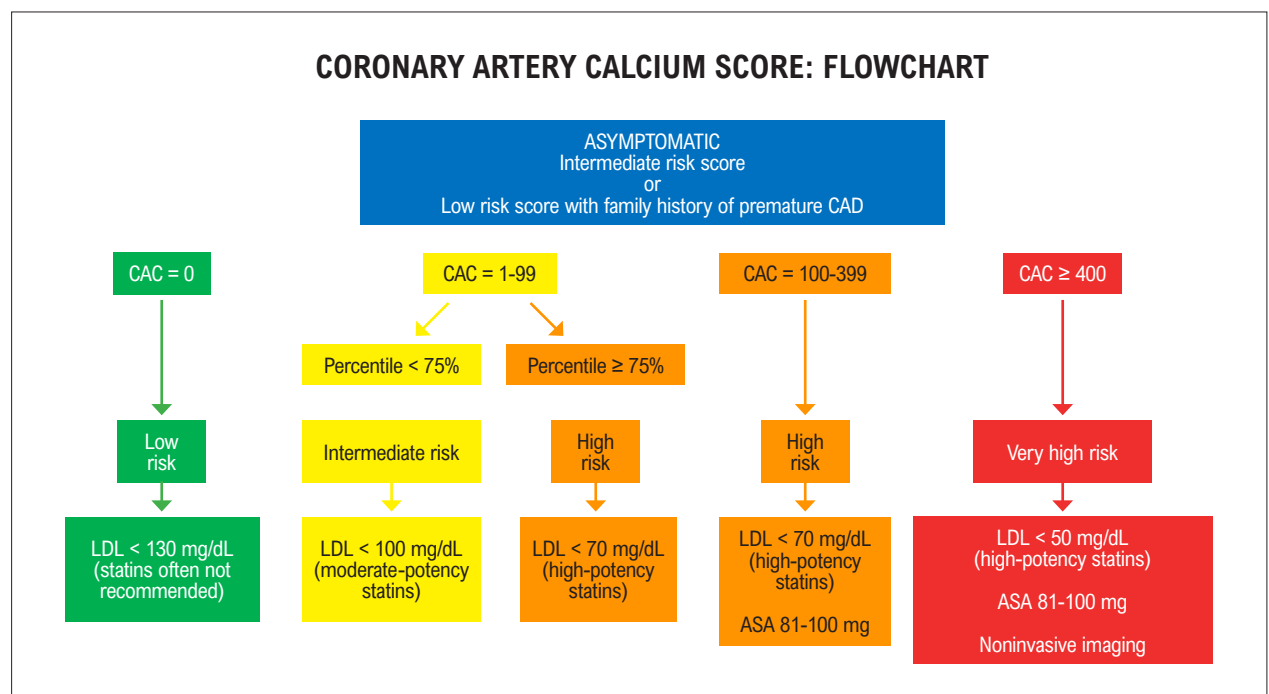 CORONARY ARTERY CALCIUM SCORE: FLOWCHART
ASYMPTOMATIC
Intermediate risk score
or
Low risk score with family history of premature CAD
CAC = 0
CAC = 1-99
CAC = 100-399
CAC ≥ 400
Percentile < 75%
Percentile ≥ 75%
Low
risk
Intermediate risk
High
risk
High
risk
Very high risk
LDL < 130 mg/dL
(statins often not
recommended)
LDL < 100 mg/dL
(moderate-potency
statins)
LDL < 70 mg/dL
(high-potency
statins)
LDL < 70 mg/dL
(high-potency
statins)
ASA 81-100 mg
LDL < 50 mg/dL
(high-potency statins)
ASA 81-100 mg
Noninvasive imaging